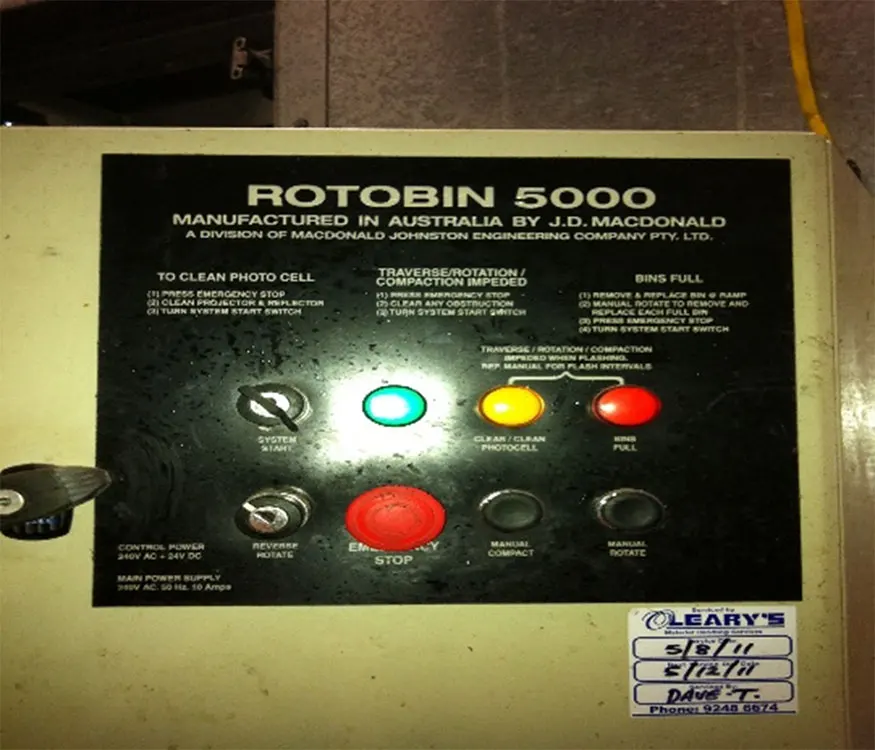 ROTOBIN 5000
MANUFACTURED IN AUSTRALIA BY J.D. MACDONALD
A DIVISION OF MACDONALD JOHNSTON ENGINEERING COMPANY PTY. LTD.
TO CLEAN PHOTO CELL
(1) PRESS EMERGENCY STOP
(2) CLEAN PROJECTOR & REFLECTOR
(3) TURN SYSTEM START SWITCH
TRAVERSE/ROTATION /
COMPACTION IMPEDED
(1) PRESS EMERGENCY STOP
(2) CLEAR ANY OBSTRUCTION
(3) TURN SYSTEM START SWITCH
BINS FULL
(1) REMOVE & REPLACE BIN @ RAMP
(2) MANUAL ROTATE TO REMOVE AND
REPLACE EACH FULL BIN
(3) PRESS EMERGENCY STOP
(4) TURN SYSTEM START SWITCH
TRAVERSE / ROTATION / COMPACTION
IMPEDED WHEN FLASHING.
REF. MANUAL FOR FLASH INTERVALS
SYSTEM
START
CLEAR / CLEAN
PHOTOCELL
BINS
FULL
REVERSE
ROTATE
EMERGENCY
STOP
MANUAL
COMPACT
MANUAL
ROTATE
CONTROL POWER
240V AC + 24V DC
MAIN POWER SUPPLY
240V AC. 50 Hz. 10 Amps
Serviced by
OLEARY'S
Material Handling Services
5/8/11
5/12/11
DAVE-T.
Phone: 9248 6674